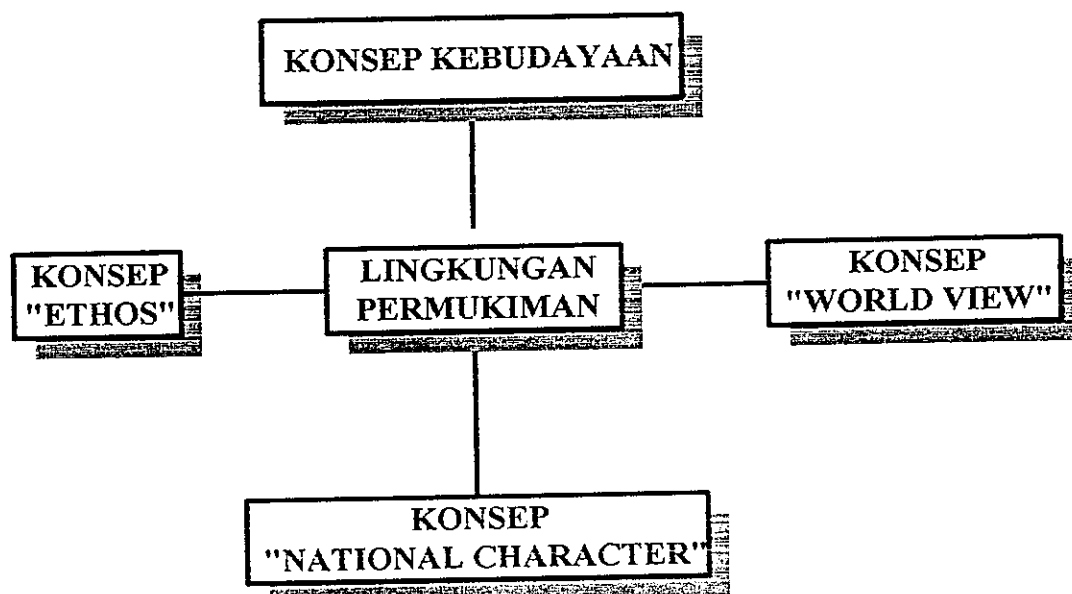 KONSEP KEBUDAYAAN
KONSEP
"ETHOS"
LINGKUNGAN
PERMUKIMAN
KONSEP
"WORLD VIEW"
KONSEP
"NATIONAL CHARACTER"